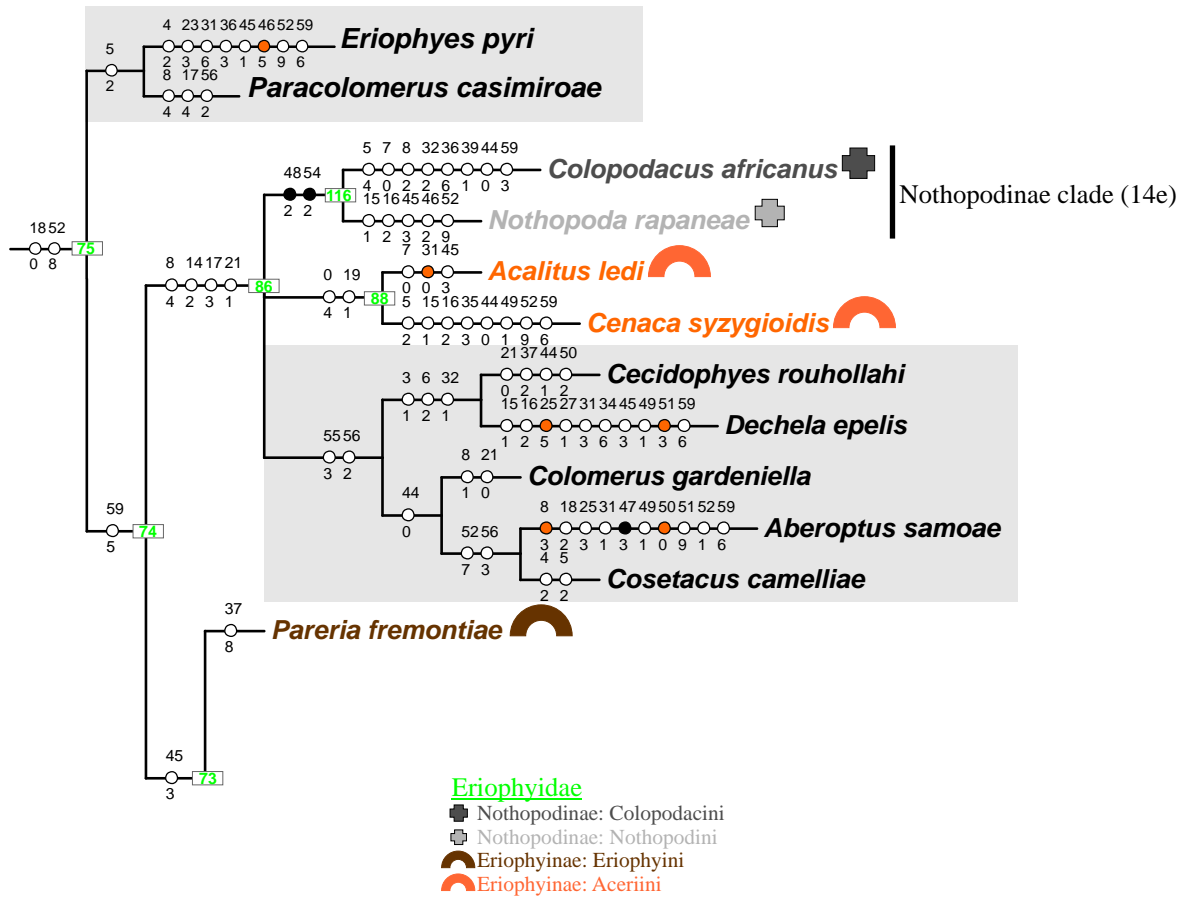 4 23 31 36 45 46 52 59
Eriophyes pyri
2 3 6 3 1 5 9 6
5
2
8 17 56
Paracolomerus casimiroae
4 4 2
5 7 8 32 36 39 44 59
Colopodacus africanus
4 0 2 2 6 1 0 3
48 54
116
2 2
Nothopodinae clade (14e)
15 16 45 46 52
Nothopoda rapaneae
1 2 3 2 9
18 52
75
0 8
7 31 45
Acalitus ledi
0 0 3
8 14 17 21
86
4 2 3 1
0 19
88
4 1
5 15 16 35 44 49 52 59
Cenaca syzygioidis
2 1 2 3 0 1 9 6
21 37 44 50
Cecidophyes rouhollahi
0 2 1 2
3 6 32
1 2 1
15 16 25 27 31 34 45 49 51 59
Dechela epelis
1 2 5 1 3 6 3 1 3 6
55 56
3 2
8 21
Colomerus gardeniella
1 0
44
0
59
74
5
8 18 25 31 47 49 50 51 52 59
Aberoptus samoae
3 2 3 1 3 1 0 9 1 6
52 56
7 3
4 5
Cosetacus camelliae
2 2
37
Pareria fremontiae
8
45
73
3
Eriophyidae
Nothopodinae: Colopodacini
Nothopodinae: Nothopodini
Eriophyinae: Eriophyini
Eriophyinae: Aceriini